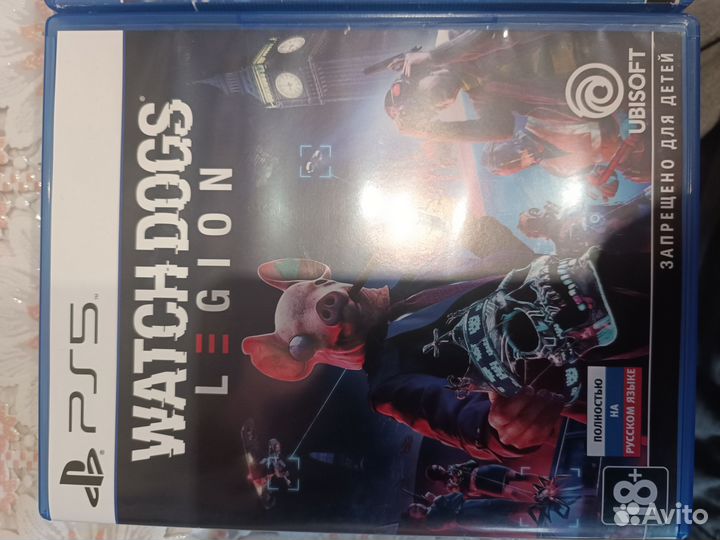 PS5
WATCH DOGS
LEGION
UBISOFT
ПОЛНОСТЬЮ
НА
РУССКОМ ЯЗЫКЕ
18+
ЗАПРЕЩЕНО ДЛЯ ДЕТЕЙ
Avito